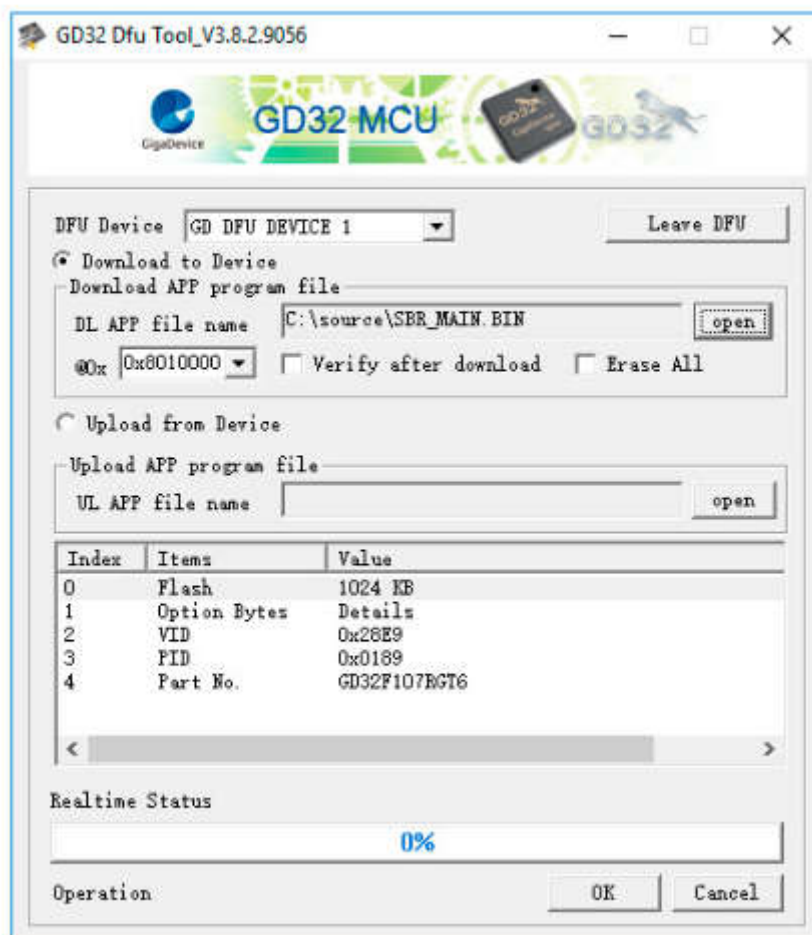 GD32 Dfu Tool_V3.8.2.9056
GigaDevice
GD32 MCU
GD32
DFU Device GD DFU DEVICE 1 Leave DFU
Download to Device
Download APP program file
DL APP file name C:\source\SBR_MAIN.BIN open
@0x 0x8010000 Verify after download Erase All
Upload from Device
Upload APP program file
UL APP file name open
Index Items Value
0 Flash 1024 KB
1 Option Bytes Details
2 VID 0x28E9
3 PID 0x0189
4 Part No. GD32F107RGT6
Realtime Status
0%
Operation OK Cancel